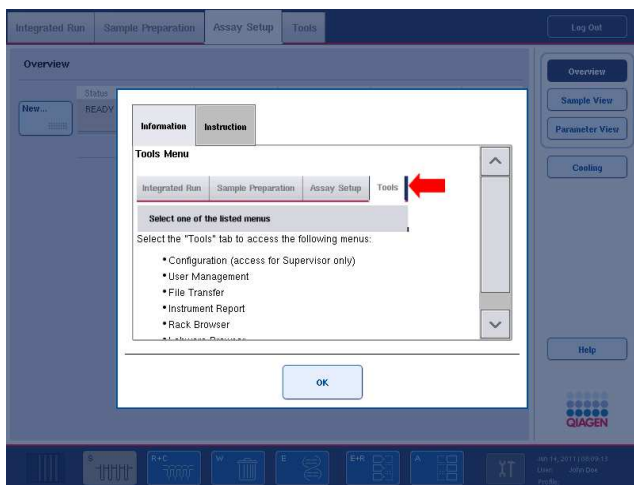 Integrated Run Sample Preparation Assay Setup Tools Log Out
Overview
Overview
Status
New... READY
Sample View
Parameter View
Cooling
Information Instruction
Tools Menu
Integrated Run Sample Preparation Assay Setup Tools
Select one of the listed menus
Select the "Tools" tab to access the following menus:
•Configuration (access for Supervisor only)
•User Management
•File Transfer
•Instrument Report
•Rack Browser
OK
Help
QIAGEN
S R+C W E E+R A
User: John Doe